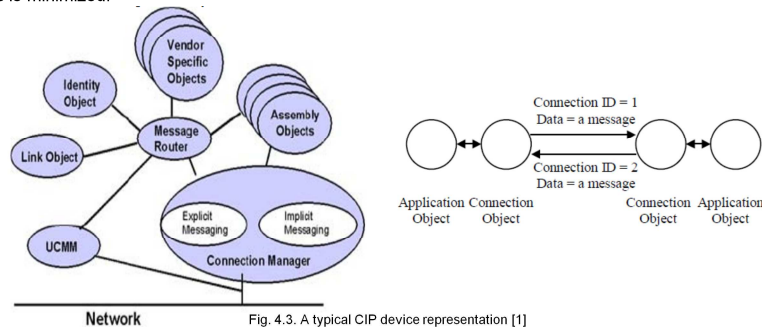 Vendor
Specific
Objects
Identity
Object
Assembly
Objects
Message
Router
Link Object
Explicit
Messaging
Implicit
Messaging
UCMM
Connection Manager
Network
Connection ID = 1
Data = a message
Connection ID = 2
Data = a message
Application Connection
Object Object
Connection Application
Object Object
Fig. 4.3. A typical CIP device representation [1]